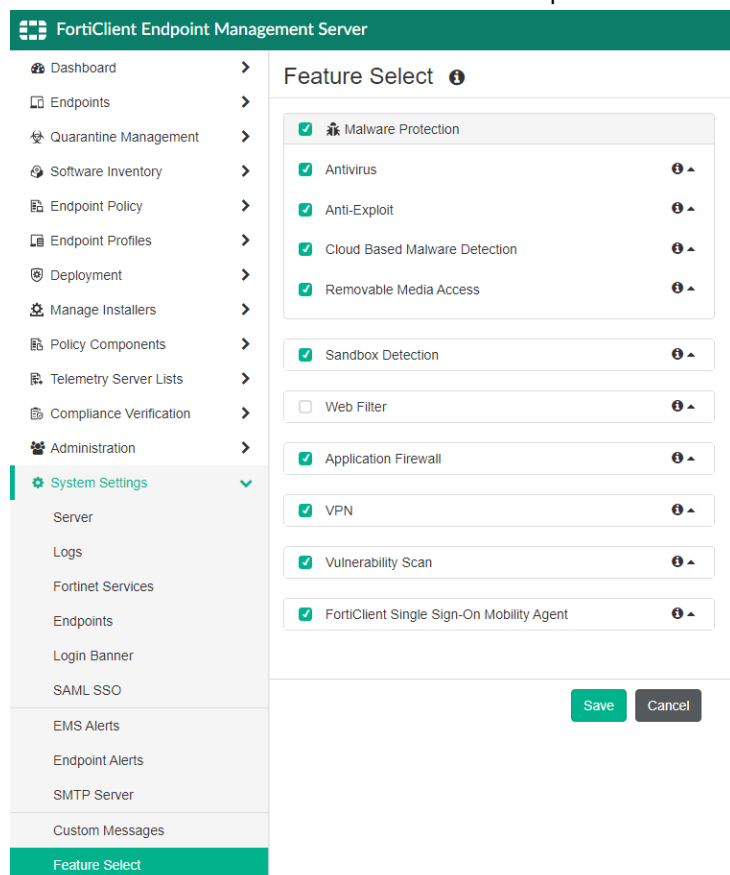 FortiClient Endpoint Management Server
Dashboard
Endpoints
Quarantine Management
Software Inventory
Endpoint Policy
Endpoint Profiles
Deployment
Manage Installers
Policy Components
Telemetry Server Lists
Compliance Verification
Administration
System Settings
Server
Logs
Fortinet Services
Endpoints
Login Banner
SAML SSO
EMS Alerts
Endpoint Alerts
SMTP Server
Custom Messages
Feature Select
Feature Select
Malware Protection
Antivirus
Anti-Exploit
Cloud Based Malware Detection
Removable Media Access
Sandbox Detection
Web Filter
Application Firewall
VPN
Vulnerability Scan
FortiClient Single Sign-On Mobility Agent
Save Cancel